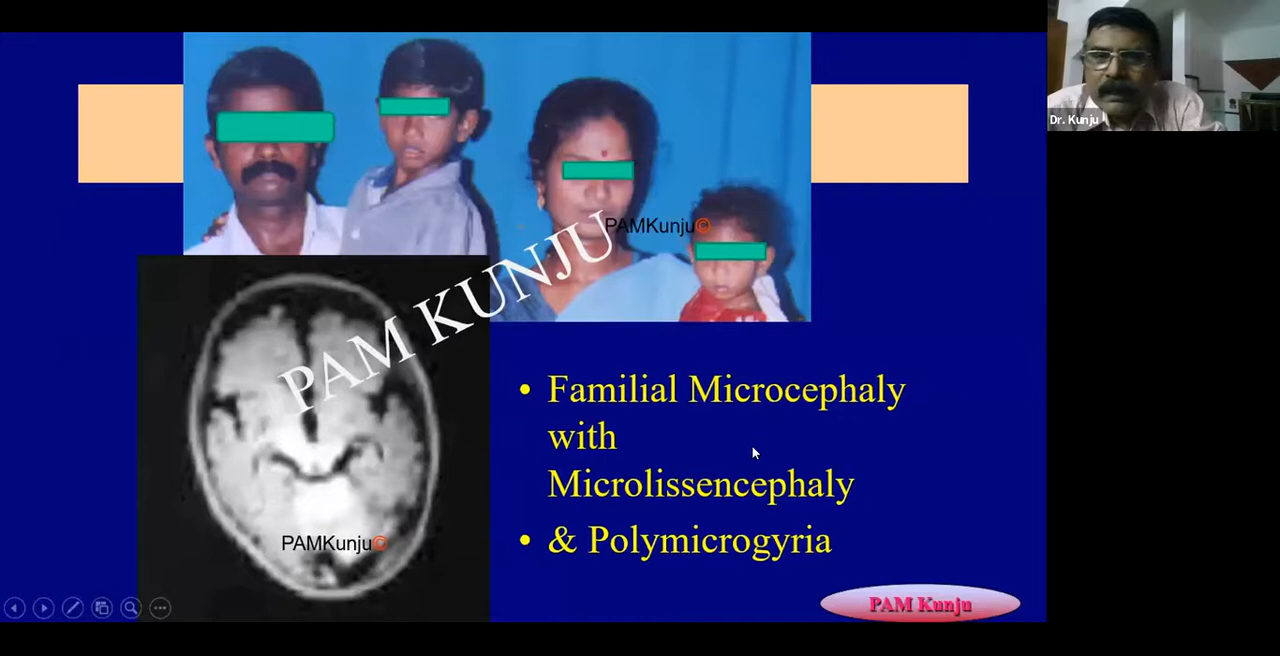 Dr. Kunju
PAMKunju©
PAM KUNJU
• Familial Microcephaly
with
Microlissencephaly
• & Polymicrogyria
PAMKunju©
PAM Kunju